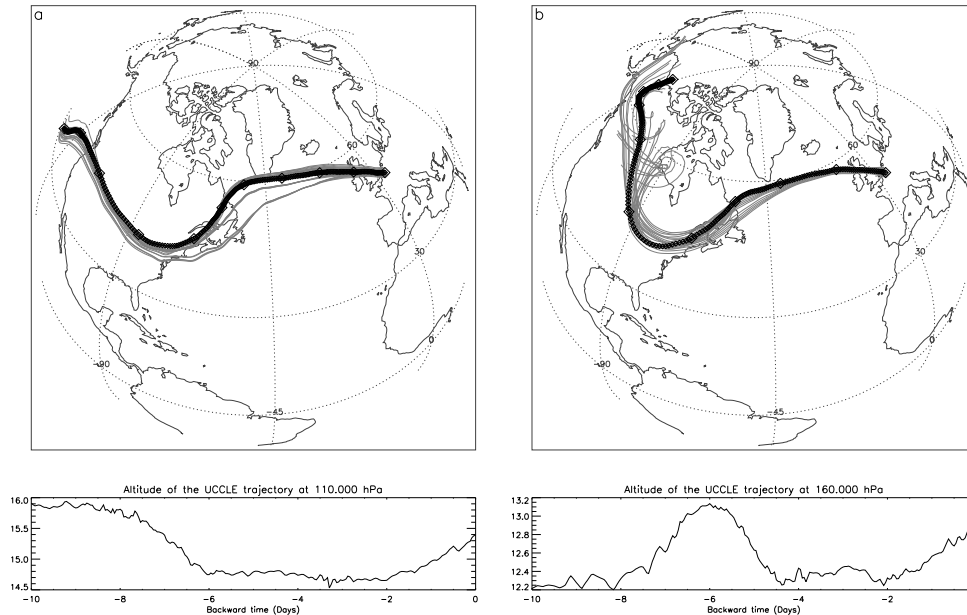 a
90
60
30
0
-90
-45
b
90
60
30
0
-90
-45
Altitude of the UCCLE trajectory at 110.000 hPa
16.0
15.5
15.0
14.5
-10 -8 -6 -4 -2 0
Backward time (Days)
Altitude of the UCCLE trajectory at 160.000 hPa
13.2
13.0
12.8
12.6
12.4
12.2
-10 -8 -6 -4 -2
Backward time (Days)